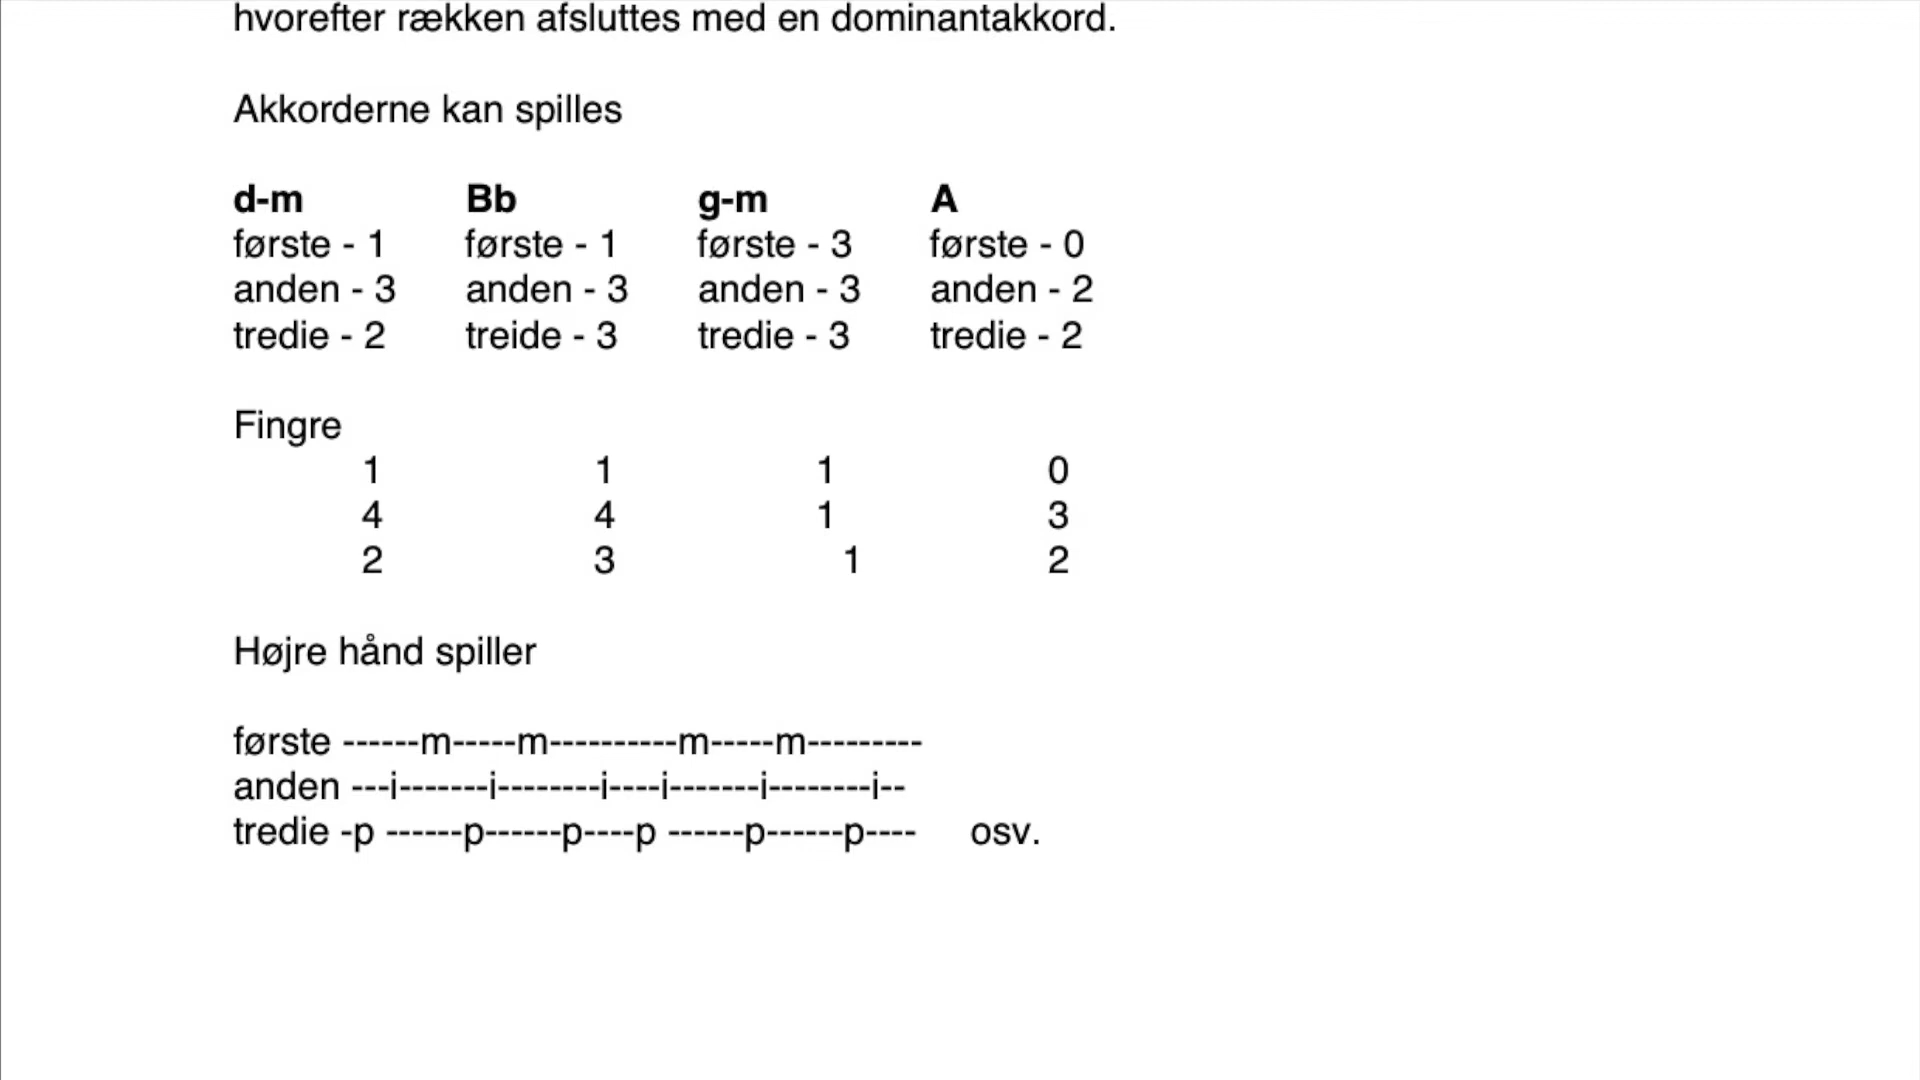 hvorefter rækken afsluttes med en dominantakkord.
Akkorderne kan spilles
d-m Bb g-m A
første - 1 første - 1 første - 3 første - 0
anden - 3 anden - 3 anden - 3 anden - 2
tredie - 2 treide - 3 tredie - 3 tredie - 2
Fingre
1 1 1 0
4 4 1 3
2 3 1 2
Højre hånd spiller
første ------m-----m----------m-----m---------
anden ---i-------i--------i----i-------i--------i--
tredie -p ------p------p----p ------p------p---- osv.